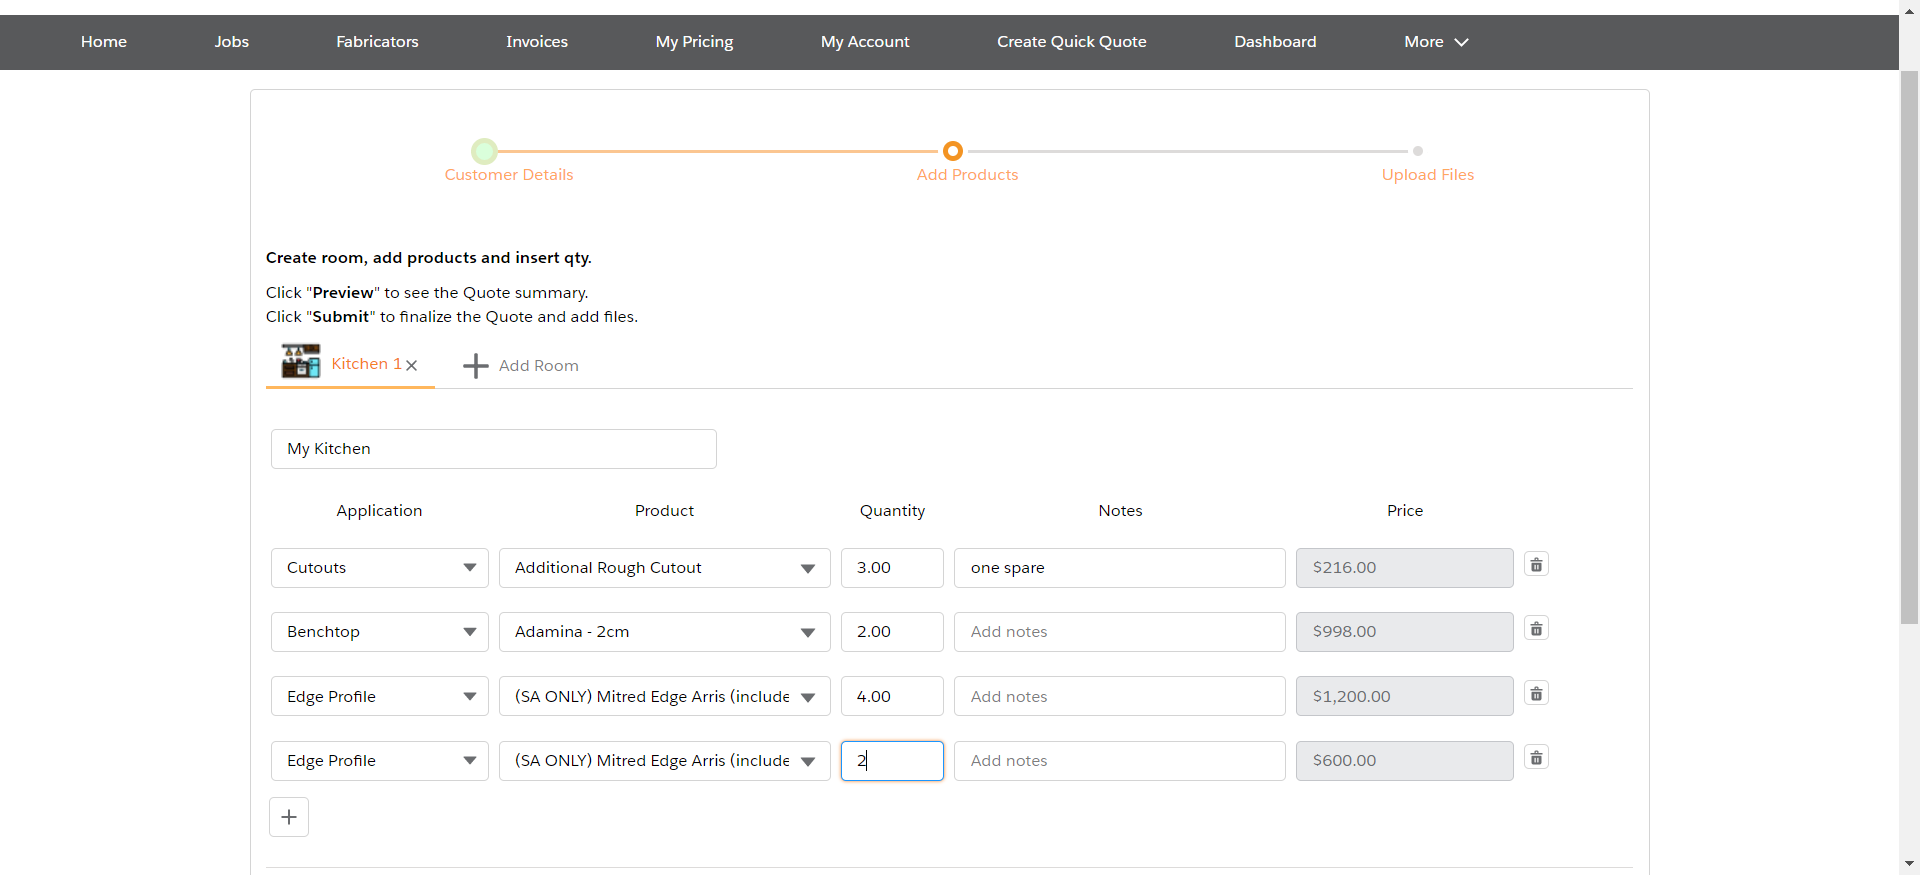 Home Jobs Fabricators Invoices My Pricing My Account Create Quick Quote Dashboard More
Customer Details Add Products Upload Files
Create room, add products and insert qty.
Click "Preview" to see the Quote summary.
Click "Submit" to finalize the Quote and add files.
Kitchen 1 Add Room
My Kitchen
Application Product Quantity Notes Price
Cutouts Additional Rough Cutout 3.00 one spare $216.00
Benchtop Adamina - 2cm 2.00 Add notes $998.00
Edge Profile (SA ONLY) Mitred Edge Arris (include 4.00 Add notes $1,200.00
Edge Profile (SA ONLY) Mitred Edge Arris (include 2 Add notes $600.00